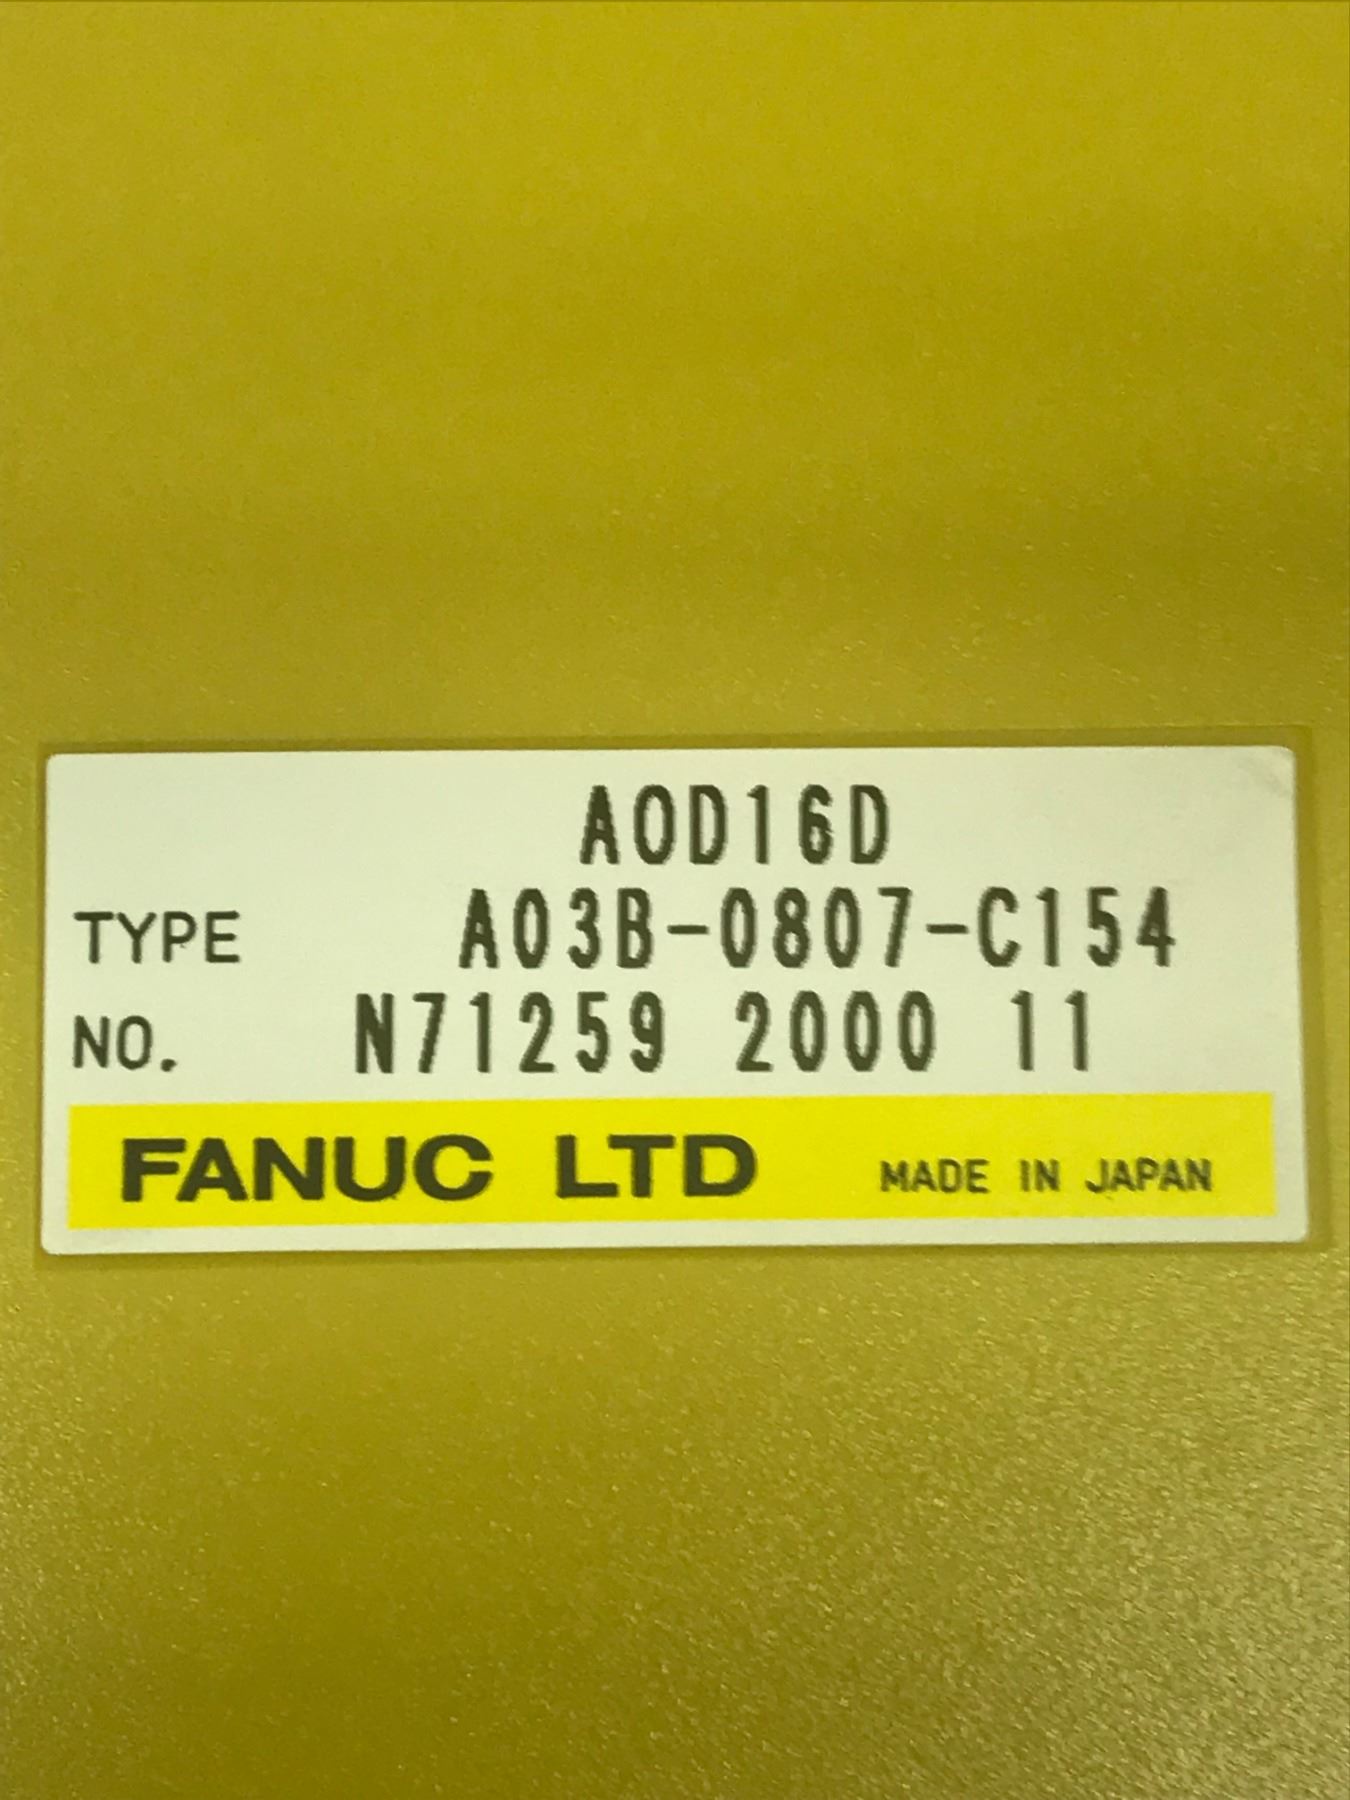 AOD16D
TYPE A03B-0807-C154
NO. N71259 2000 11
FANUC LTD MADE IN JAPAN